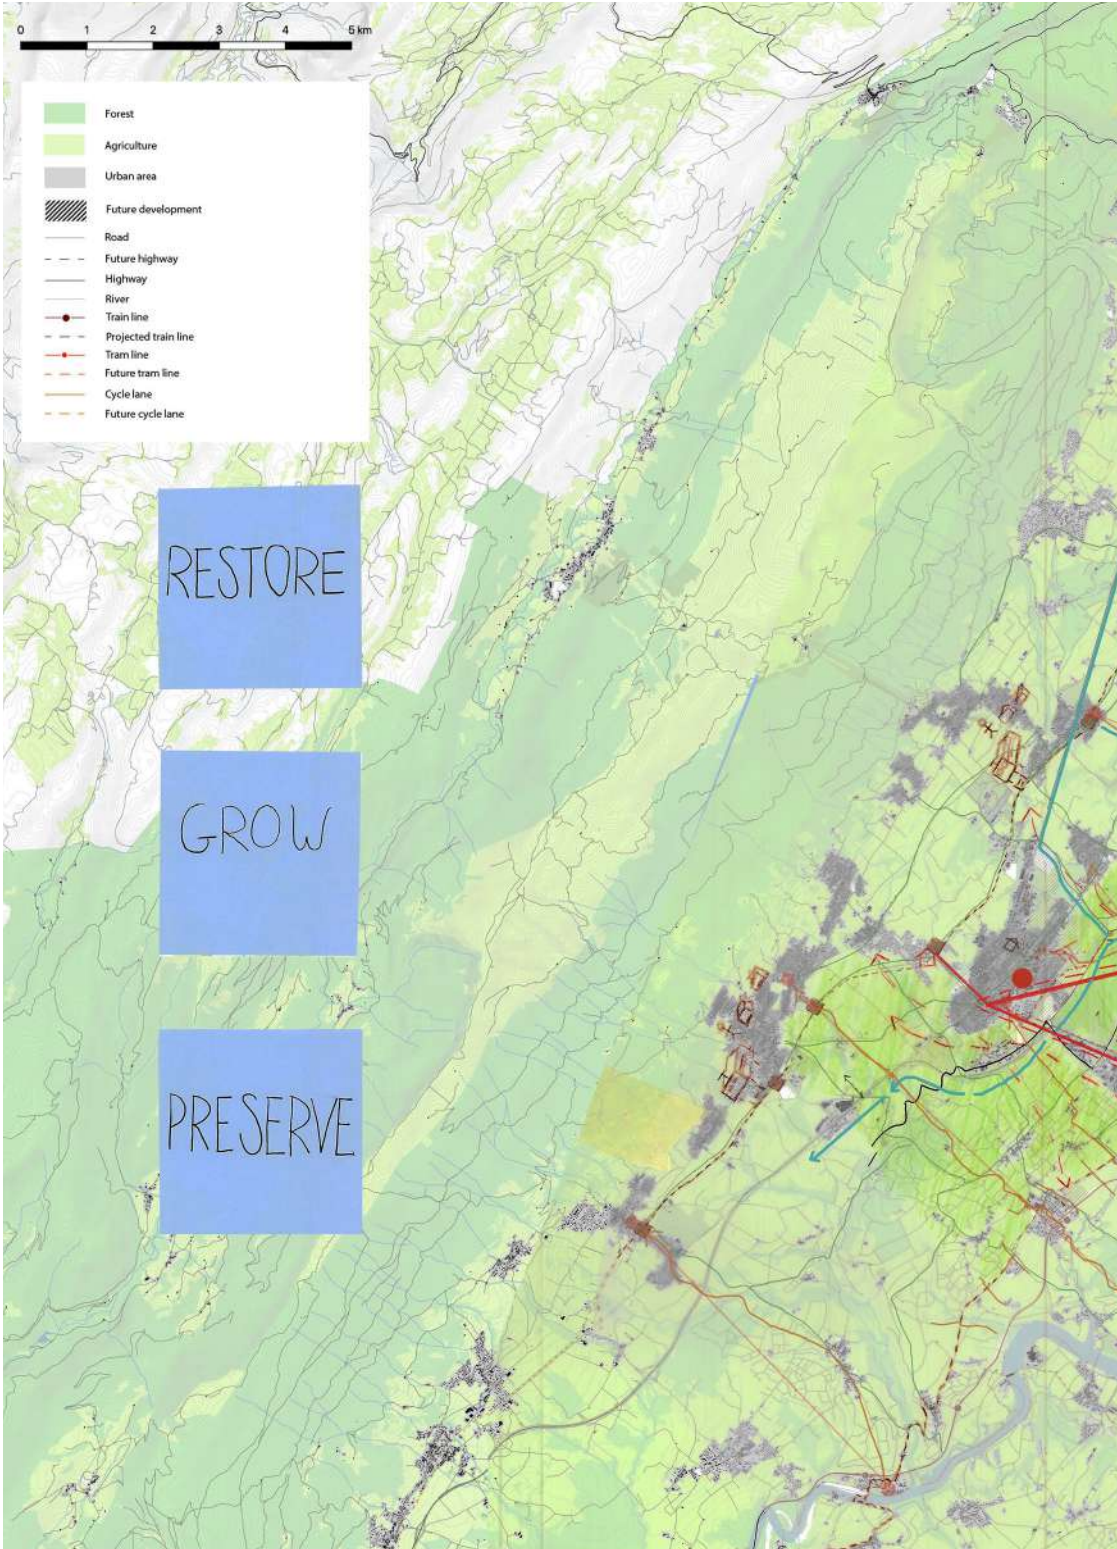 0 1 2 3 4 5 km
Forest
Agriculture
Urban area
Future development
Road
Future highway
Highway
River
Train line
Projected train line
Tram line
Future tram line
Cycle lane
Future cycle lane
RESTORE
GROW
PRESERVE